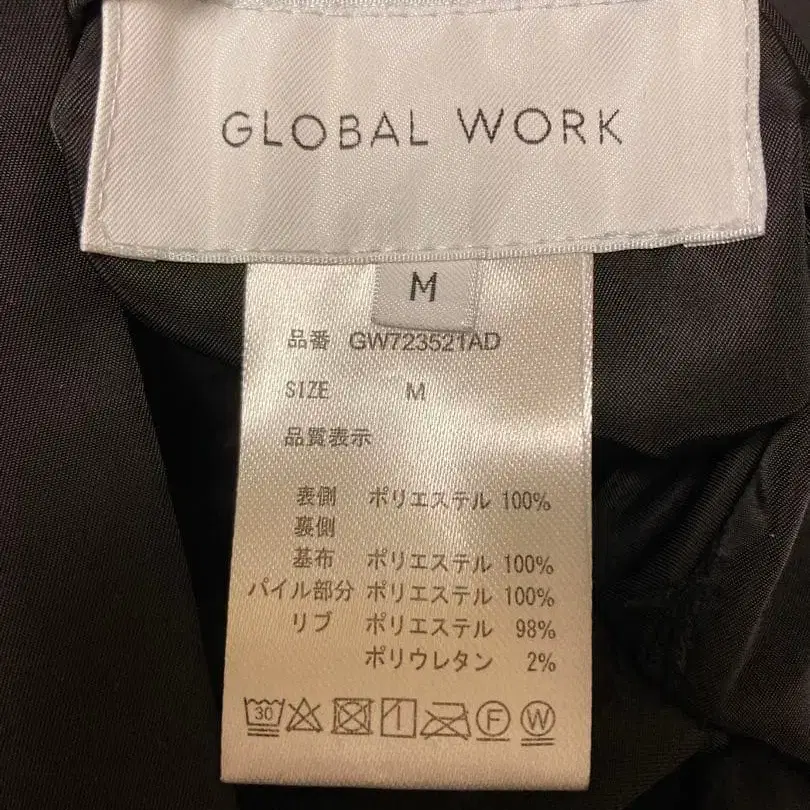 GLOBAL WORK
M
品番 GW723521AD
SIZE M
品質表示
表側 ポリエステル 100%
裏側
基布 ポリエステル 100%
パイル部分 ポリエステル 100%
リブ ポリエステル 98%
ポリウレタン 2%
30 F W